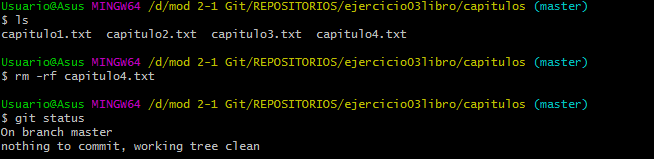 Usuario@Asus MINGW64 /d/mod 2-1 Git/REPOSITORIOS/ejercicio03libro/capitulos (master)
$ ls
capitulo1.txt  capitulo2.txt  capitulo3.txt  capitulo4.txt
Usuario@Asus MINGW64 /d/mod 2-1 Git/REPOSITORIOS/ejercicio03libro/capitulos (master)
$ rm -rf capitulo4.txt
Usuario@Asus MINGW64 /d/mod 2-1 Git/REPOSITORIOS/ejercicio03libro/capitulos (master)
$ git status
On branch master
nothing to commit, working tree clean